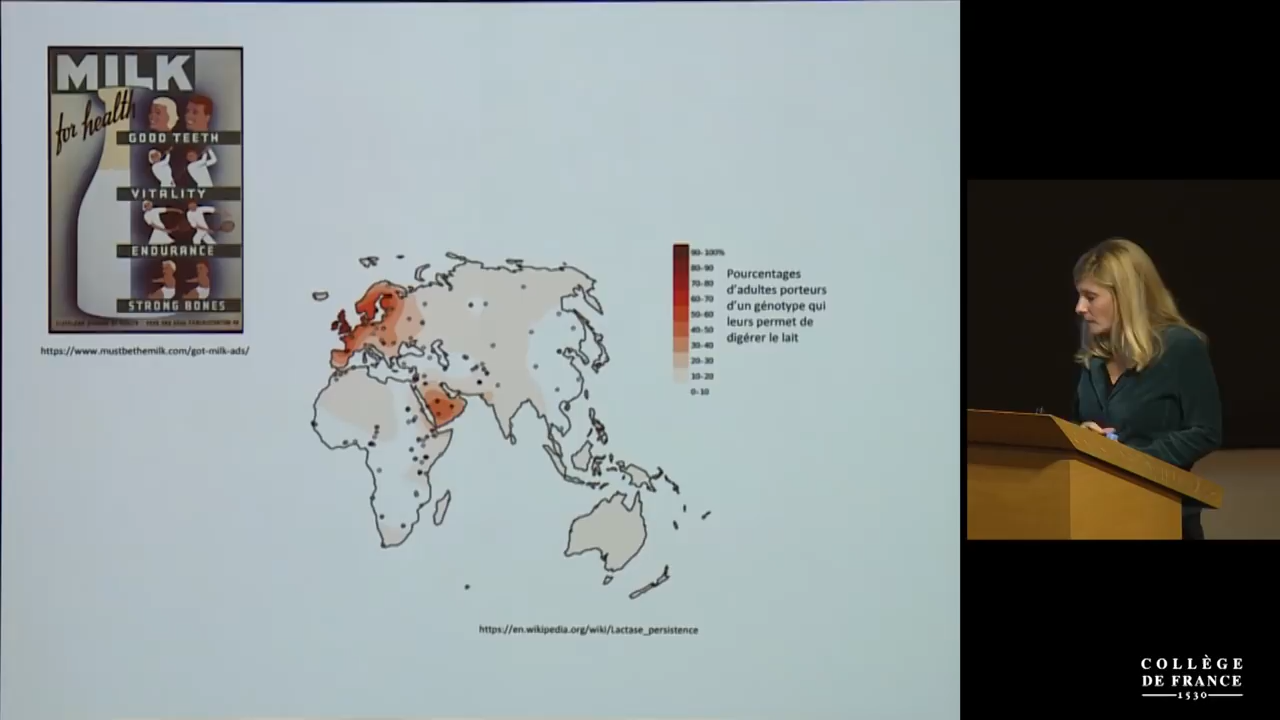 MILK
for health
GOOD TEETH
VITALITY
ENDURANCE
STRONG BONES
https://www.mustbethemilk.com/got-milk-ads/
90-100%
80-90
70-80
60-70
50-60
40-50
30-40
20-30
10-20
0-10
Pourcentages
d'adultes porteurs
d'un génotype qui
leurs permet de
digérer le lait
https://en.wikipedia.org/wiki/Lactase_persistence
COLLÈGE
DE FRANCE
1530